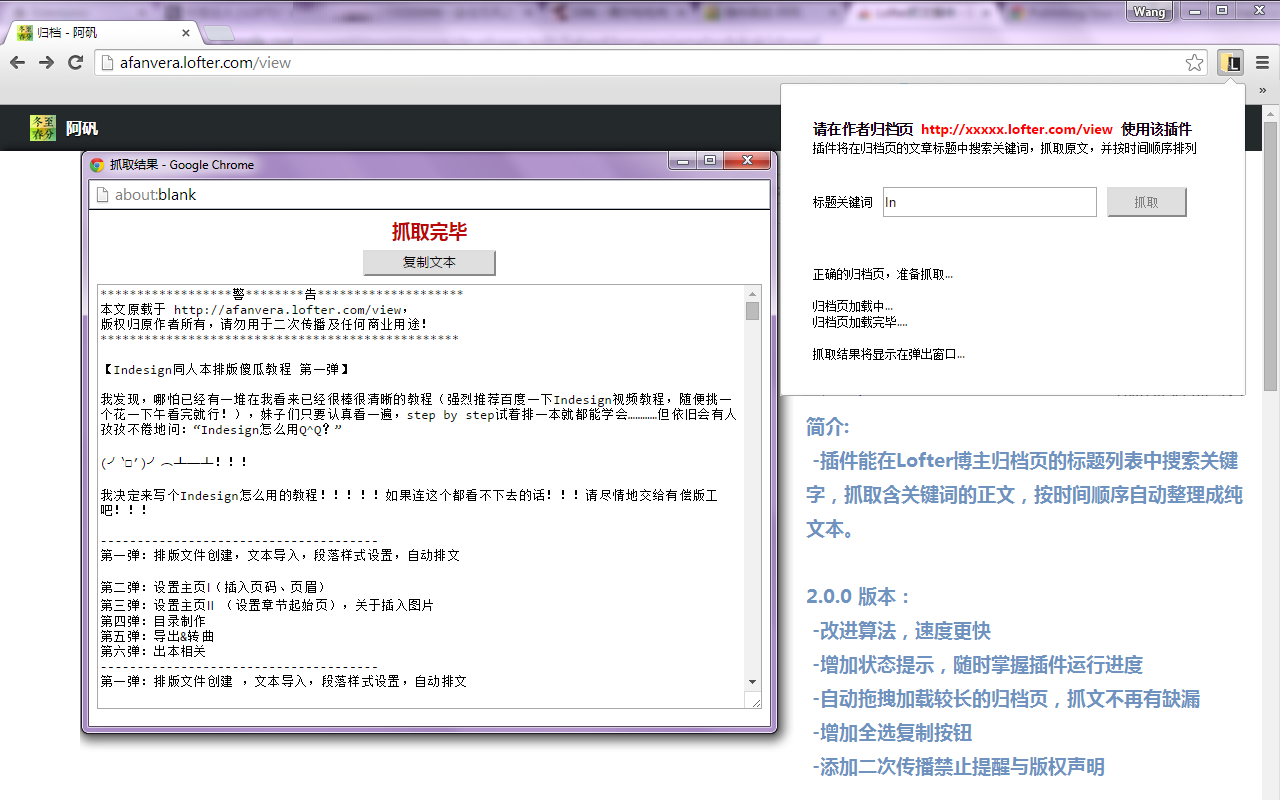 Wang
归档 - 阿矾
afanvera.lofter.com/view
阿矾
请在作者归档页 http://xxxxx.lofter.com/view 使用该插件
插件将在归档页的文章标题中搜索关键词，抓取原文，并按时间顺序排列
标题关键词 In 抓取
正确的归档页，准备抓取...
归档页加载中...
归档页加载完毕....
抓取结果将显示在弹出窗口...
抓取结果 - Google Chrome
about:blank
抓取完毕
复制文本
******************警********告********************
本文原载于 http://afanvera.lofter.com/view，
版权归原作者所有，请勿用于二次传播及任何商业用途！
*************************************************
【Indesign同人本排版傻瓜教程 第一弹】
我发现，哪怕已经有一堆在我看来已经很棒很清晰的教程（强烈推荐百度一下Indesign视频教程，随便挑一
个花一下午看完就行！），妹子们只要认真看一遍，step by step试着排一本就都能学会…………但依旧会有人
孜孜不倦地问：“Indesign怎么用Q^Q？”
(╯‵□′)╯︵┻━┻！！！
我决定来写个Indesign怎么用的教程！！！！！如果连这个都看不下去的话！！！请尽情地交给有偿版工
吧！！！
-------------------------------------
第一弹：排版文件创建，文本导入，段落样式设置，自动排文
第二弹：设置主页I（插入页码、页眉）
第三弹：设置主页II （设置章节起始页），关于插入图片
第四弹：目录制作
第五弹：导出&转曲
第六弹：出本相关
-------------------------------------
第一弹：排版文件创建 ，文本导入，段落样式设置，自动排文
简介:
-插件能在Lofter博主归档页的标题列表中搜索关键
字，抓取含关键词的正文，按时间顺序自动整理成纯
文本。
2.0.0 版本：
-改进算法，速度更快
-增加状态提示，随时掌握插件运行进度
-自动拖拽加载较长的归档页，抓文不再有缺漏
-增加全选复制按钮
-添加二次传播禁止提醒与版权声明